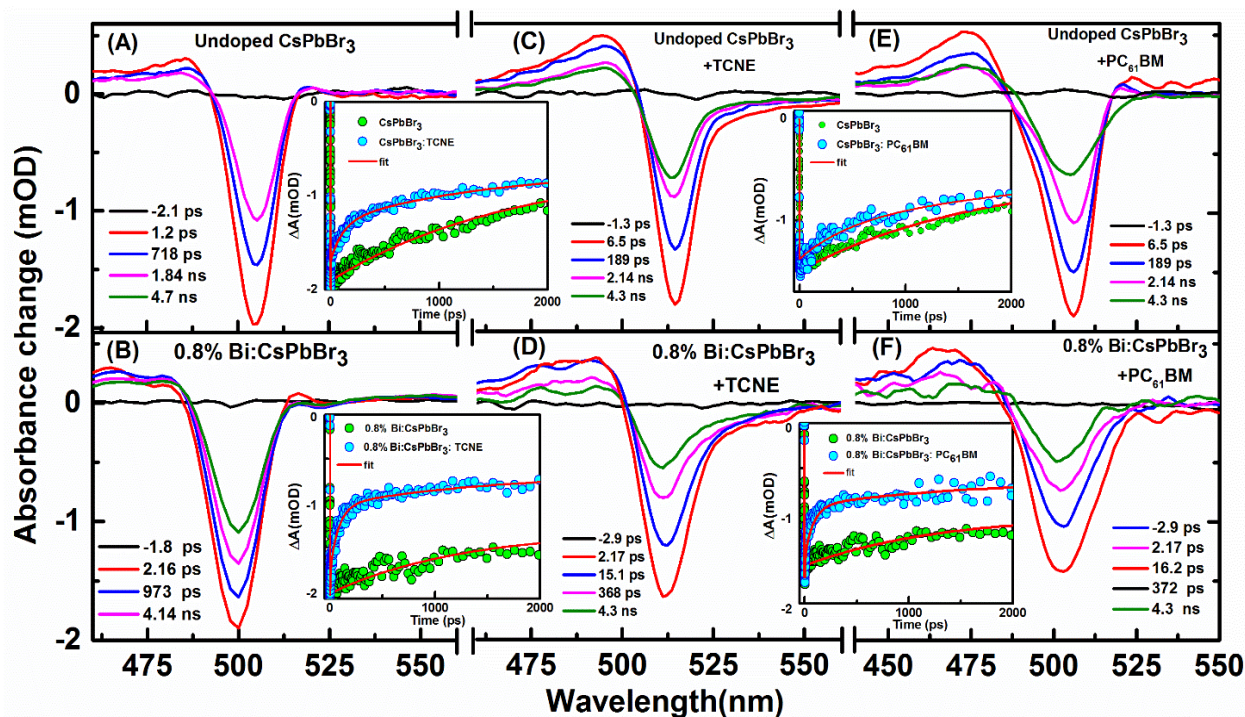 Absorbance change (mOD)
0
-1
-2
0
-1
-2
(A)
Undoped CsPbBr3
-2.1 ps
1.2 ps
718 ps
1.84 ns
4.7 ns
0
-1
-2
ΔA(mOD)
CsPbBr3
CsPbBr3:TCNE
fit
0
1000
2000
Time (ps)
(C)
Undoped CsPbBr3
+TCNE
-1.3 ps
6.5 ps
189 ps
2.14 ns
4.3 ns
(E)
Undoped CsPbBr3
+PC61BM
0
-1
ΔA(mOD)
CsPbBr3
CsPbBr3: PC61BM
fit
0
1000
2000
Time (ps)
-1.3 ps
6.5 ps
189 ps
2.14 ns
4.3 ns
(B)
0.8% Bi:CsPbBr3
-1.8 ps
2.16 ps
973 ps
4.14 ns
0
-1
-2
ΔA(mOD)
0.8% Bi:CsPbBr3
0.8% Bi:CsPbBr3: TCNE
fit
0
1000
2000
Time (ps)
(D)
0.8% Bi:CsPbBr3
+TCNE
-2.9 ps
2.17 ps
15.1 ps
368 ps
4.3 ns
(F)
0.8% Bi:CsPbBr3
+PC61BM
0
-1
-2
ΔA(mOD)
0.8% Bi:CsPbBr3
0.8% Bi:CsPbBr3: PC61BM
fit
0
1000
2000
Time (ps)
-2.9 ps
2.17 ps
16.2 ps
372 ps
4.3 ns
475 500 525 550 475 500 525 550 450 475 500 525 550
Wavelength(nm)